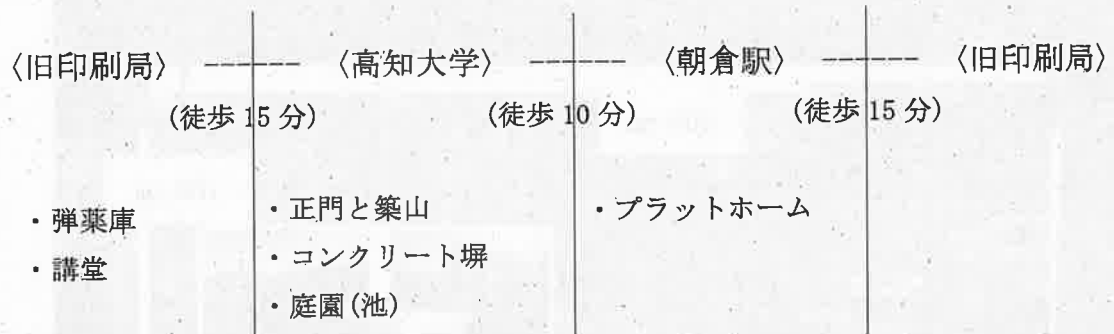 〈旧印刷局〉 ------ 〈高知大学〉 ------ 〈朝倉駅〉 ------ 〈旧印刷局〉
(徒歩 15 分) (徒歩 10 分) (徒歩 15 分)
・弾薬庫
・講堂
・正門と築山
・コンクリート塀
・庭園(池)
・プラットホーム